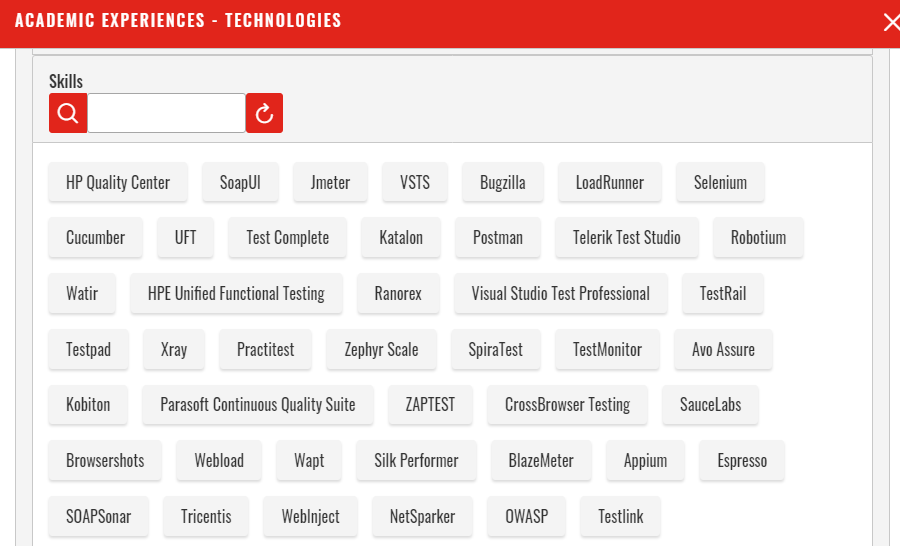 ACADEMIC EXPERIENCES - TECHNOLOGIES
Skills
HP Quality Center SoapUI Jmeter VSTS Bugzilla LoadRunner Selenium
Cucumber UFT Test Complete Katalon Postman Telerik Test Studio Robotium
Watir HPE Unified Functional Testing Ranorex Visual Studio Test Professional TestRail
Testpad Xray Practitest Zephyr Scale SpiraTest TestMonitor Avo Assure
Kobiton Parasoft Continuous Quality Suite ZAPTEST CrossBrowser Testing SauceLabs
Browsershots Webload Wapt Silk Performer BlazeMeter Appium Espresso
SOAPSonar Tricentis WebInject NetSparker OWASP Testlink